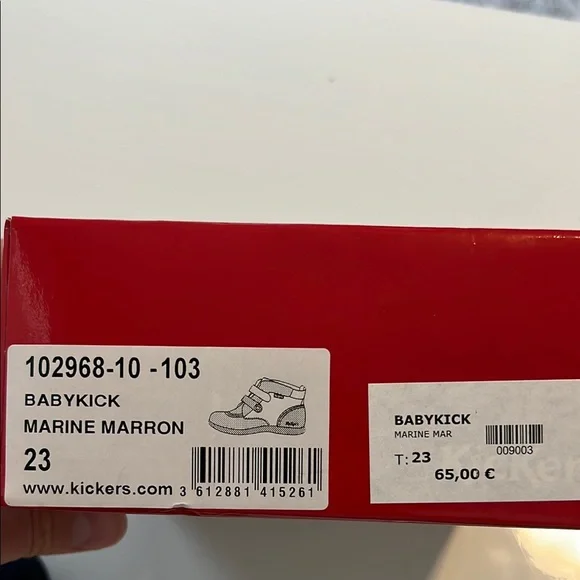 102968-10 -103
BABYKICK
MARINE MARRON
23
www.kickers.com
3 612881 415261
BABYKICK
MARINE MAR
009003
T: 23
65,00 €
Kickers